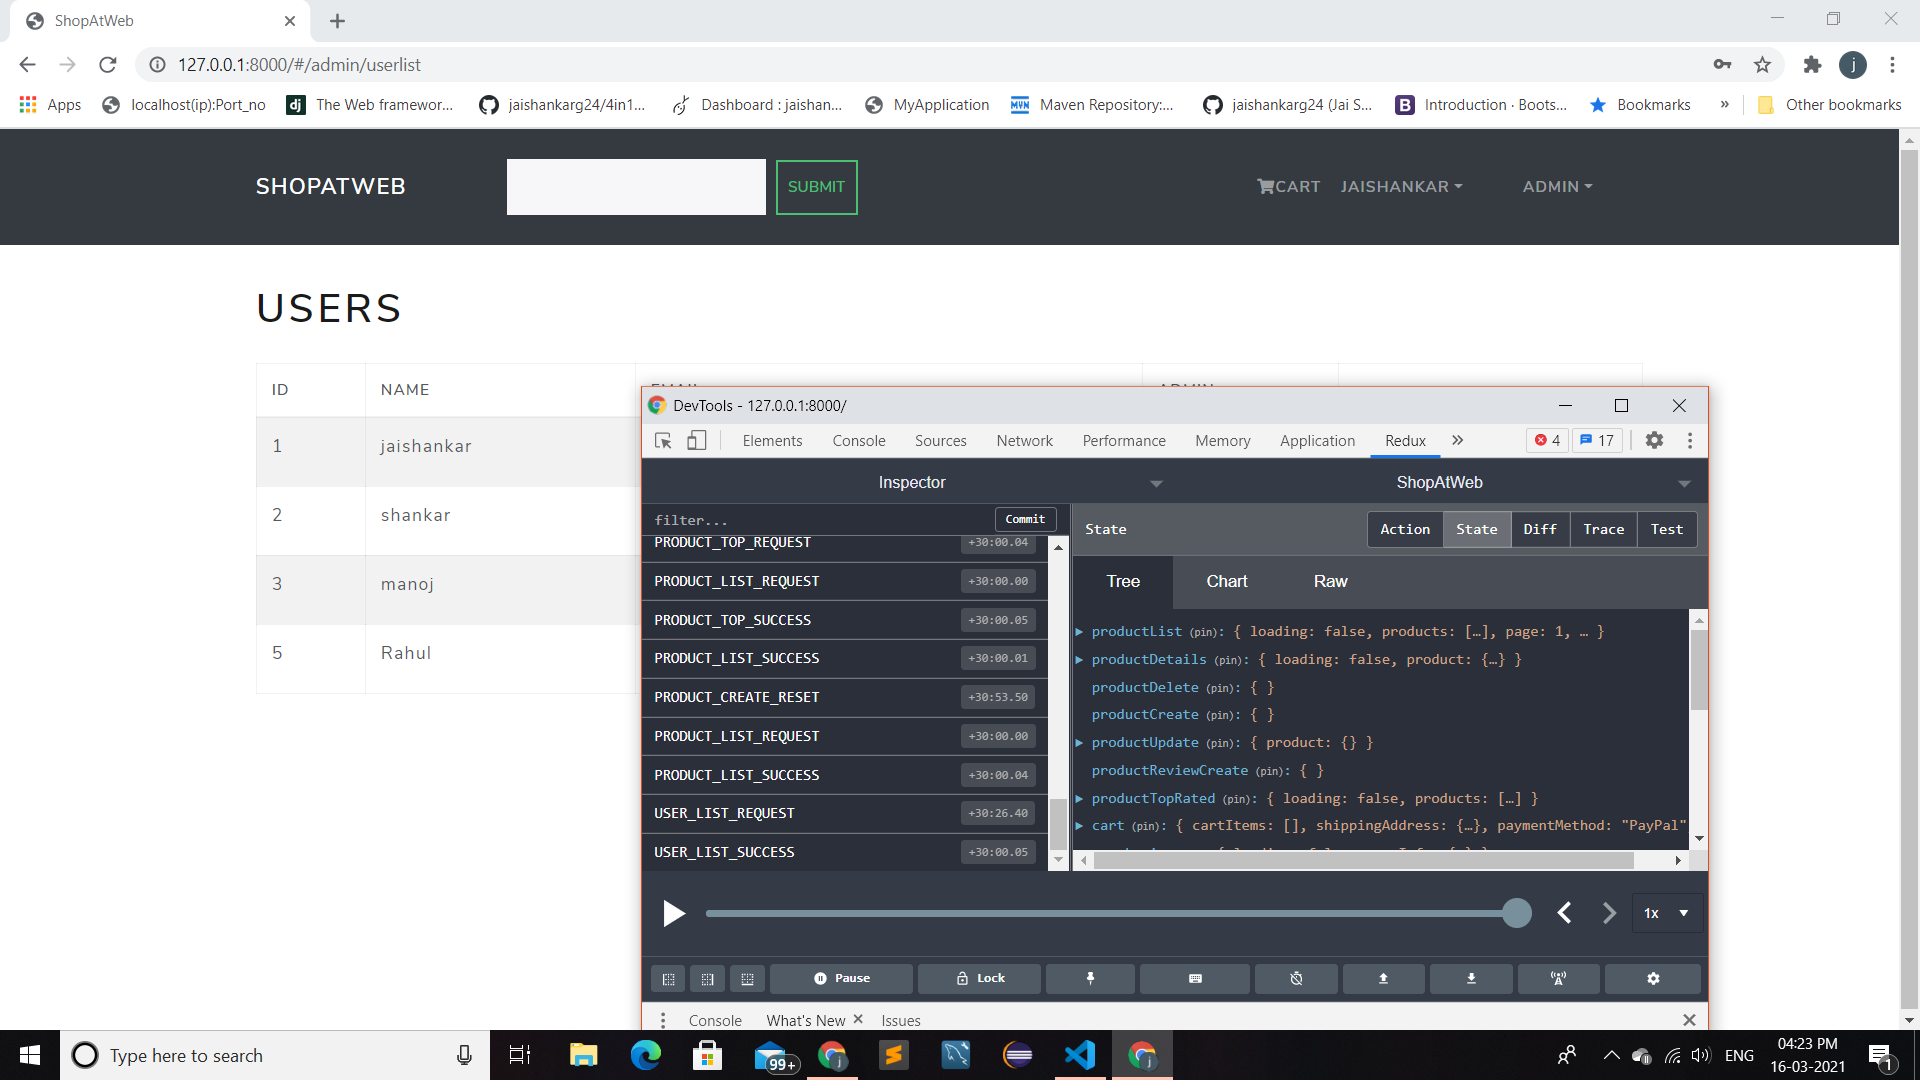 ShopAtWeb
127.0.0.1:8000/#/admin/userlist
j
Apps localhost(ip):Port_no dj The Web framewor... jaishankarg24/4in1... Dashboard : jaishan... MyApplication MVN Maven Repository:... jaishankarg24 (Jai S... B Introduction · Boots... Bookmarks » Other bookmarks
SHOPATWEB SUBMIT CART JAISHANKAR ADMIN
USERS
ID NAME
1 jaishankar
2 shankar
3 manoj
5 Rahul
DevTools - 127.0.0.1:8000/
Elements Console Sources Network Performance Memory Application Redux » 4 17
Inspector ShopAtWeb
filter... Commit State Action State Diff Trace Test
PRODUCT_TOP_REQUEST +30:00.04
PRODUCT_LIST_REQUEST +30:00.00
PRODUCT_TOP_SUCCESS +30:00.05
PRODUCT_LIST_SUCCESS +30:00.01
PRODUCT_CREATE_RESET +30:53.50
PRODUCT_LIST_REQUEST +30:00.00
PRODUCT_LIST_SUCCESS +30:00.04
USER_LIST_REQUEST +30:26.40
USER_LIST_SUCCESS +30:00.05
Tree Chart Raw
productList (pin): { loading: false, products: […], page: 1, … }
productDetails (pin): { loading: false, product: {…} }
productDelete (pin): { }
productCreate (pin): { }
productUpdate (pin): { product: {} }
productReviewCreate (pin): { }
productTopRated (pin): { loading: false, products: […] }
cart (pin): { cartItems: [], shippingAddress: {…}, paymentMethod: "PayPal"
1x
Pause Lock
Console What's New Issues
Type here to search 99+ ENG 04:23 PM
16-03-2021 1